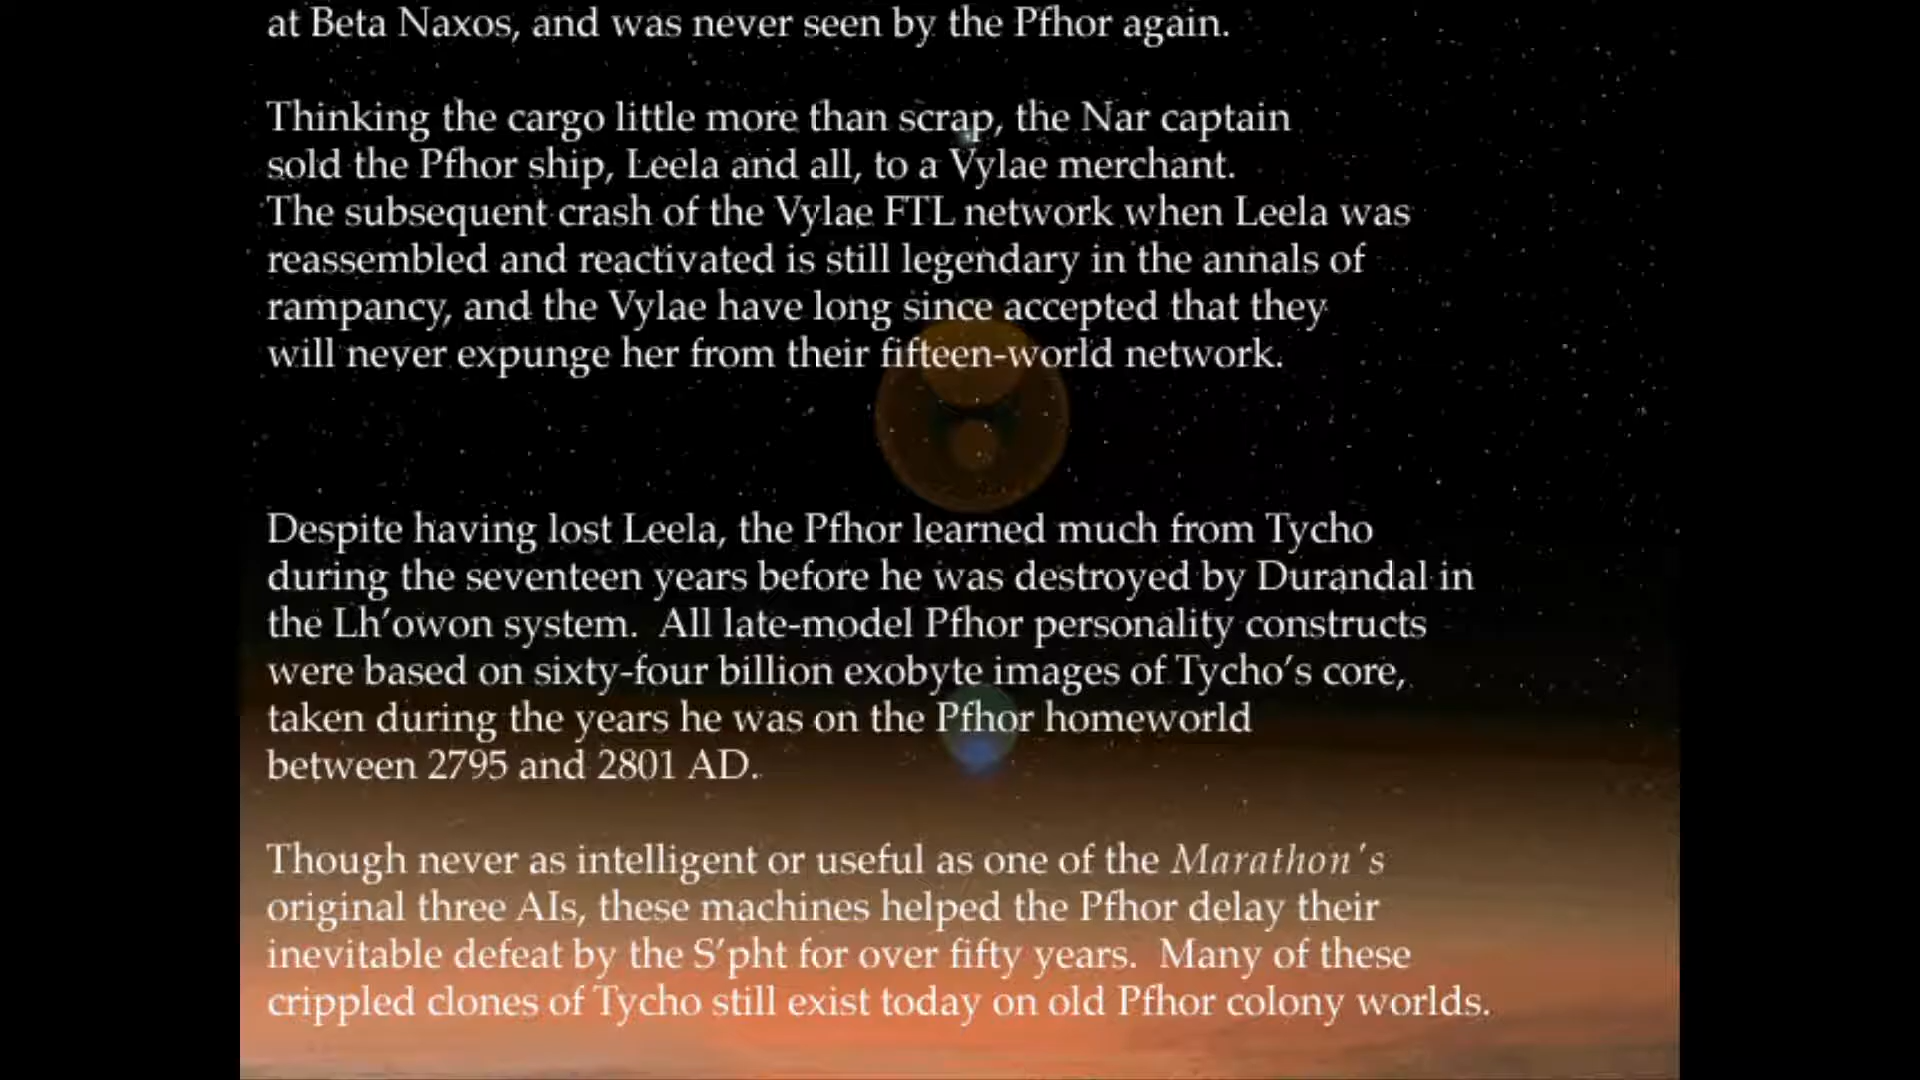 at Beta Naxos, and was never seen by the Pfhor again.
Thinking the cargo little more than scrap, the Nar captain
sold the Pfhor ship, Leela and all, to a Vylae merchant.
The subsequent crash of the Vylae FTL network when Leela was
reassembled and reactivated is still legendary in the annals of
rampancy, and the Vylae have long since accepted that they
will never expunge her from their fifteen-world network.
Despite having lost Leela, the Pfhor learned much from Tycho
during the seventeen years before he was destroyed by Durandal in
the Lh’owon system.  All late-model Pfhor personality constructs
were based on sixty-four billion exobyte images of Tycho’s core,
taken during the years he was on the Pfhor homeworld
between 2795 and 2801 AD.
Though never as intelligent or useful as one of the Marathon's
original three AIs, these machines helped the Pfhor delay their
inevitable defeat by the S’pht for over fifty years.  Many of these
crippled clones of Tycho still exist today on old Pfhor colony worlds.